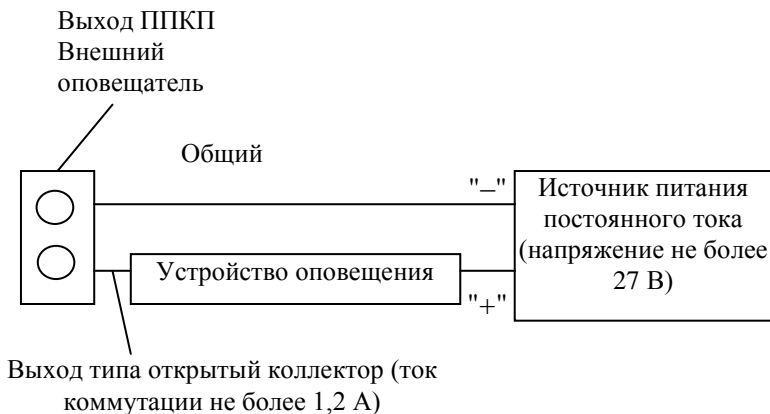 Выход ППКП
Внешний
оповещатель
Общий
"–"
Источник питания
постоянного тока
(напряжение не более
27 В)
Устройство оповещения
"+"
Выход типа открытый коллектор (ток
коммутации не более 1,2 А)